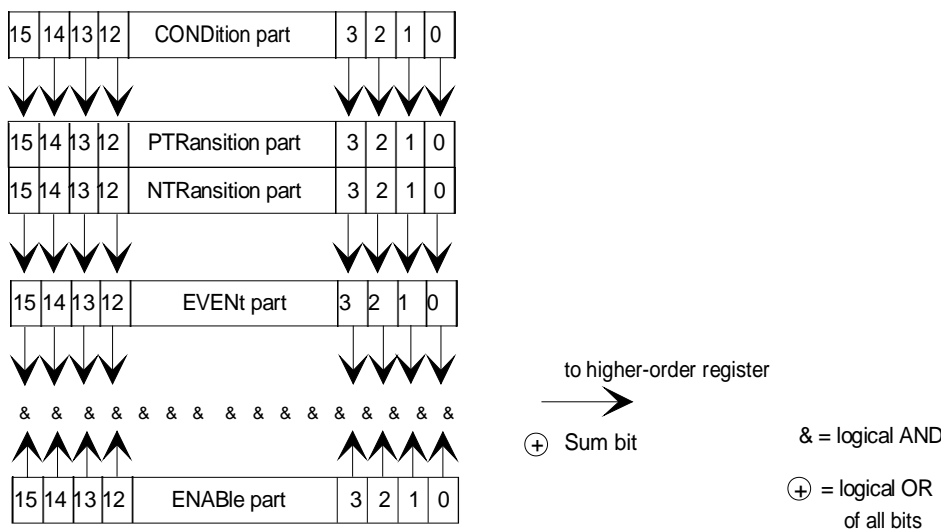 15 14 13 12 CONDition part 3 2 1 0
15 14 13 12 PTRansition part 3 2 1 0
15 14 13 12 NTRansition part 3 2 1 0
15 14 13 12 EVENt part 3 2 1 0
to higher-order register
& & & & & & & & & & & & & & & &
+ Sum bit
& = logical AND
15 14 13 12 ENABle part 3 2 1 0
+ = logical OR
of all bits